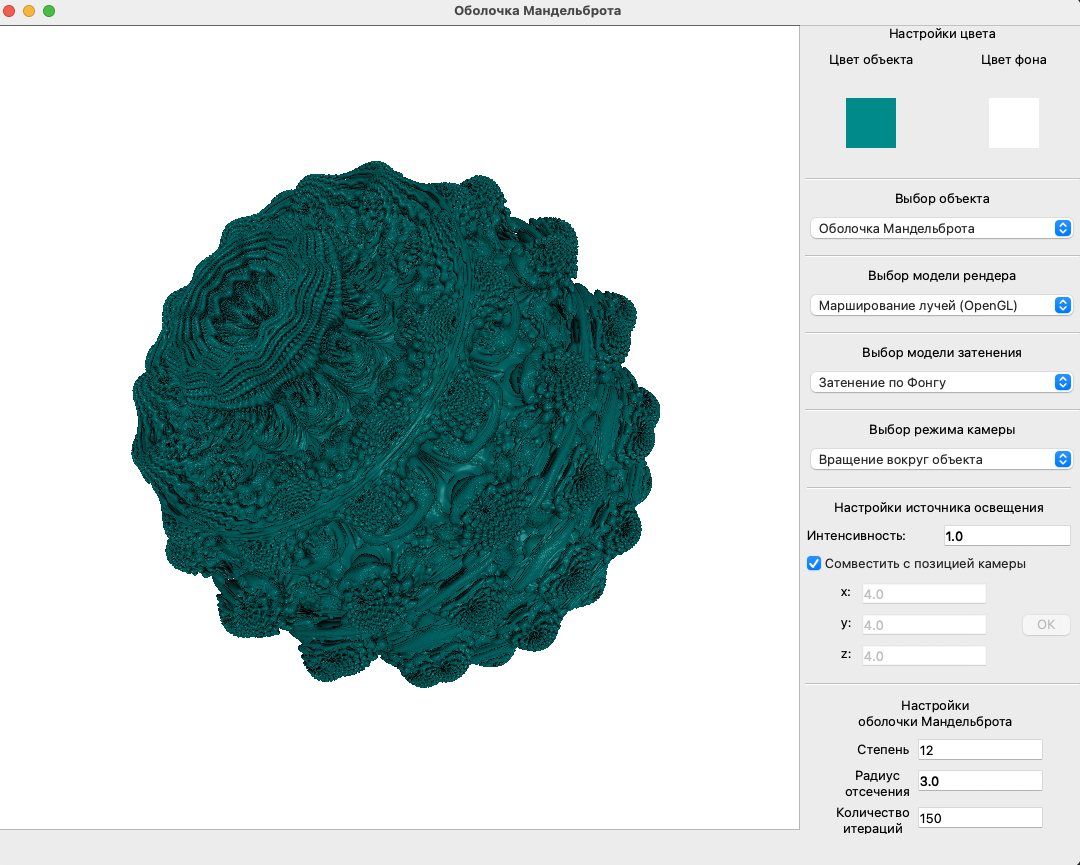 Оболочка Мандельброта
Настройки цвета
Цвет объекта
Цвет фона
Выбор объекта
Оболочка Мандельброта
Выбор модели рендера
Марширование лучей (OpenGL)
Выбор модели затенения
Затенение по Фонгу
Выбор режима камеры
Вращение вокруг объекта
Настройки источника освещения
Интенсивность:
1.0
Сомвестить с позицией камеры
x:
4.0
y:
4.0
OK
z:
4.0
Настройки
оболочки Мандельброта
Степень
12
Радиус
отсечения
3.0
Количество
итераций
150